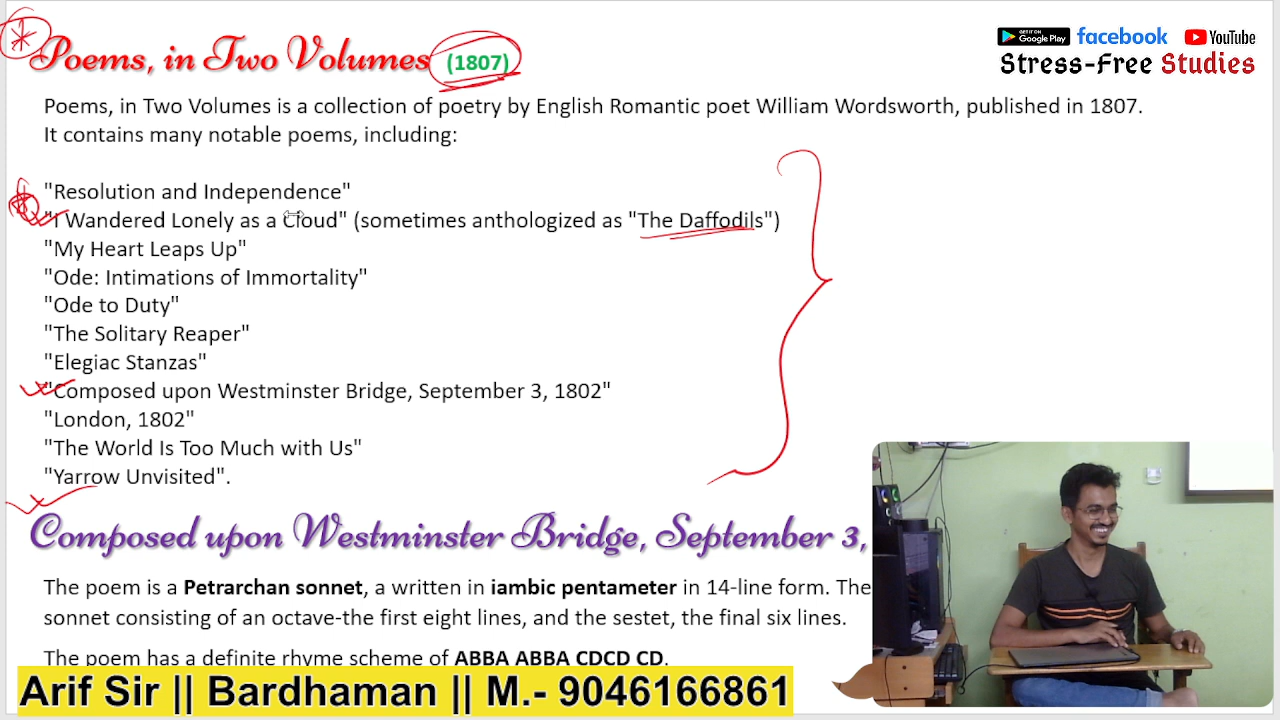 Poems, in Two Volumes (1807)
GET IT ON Google Play facebook YouTube
Stress-Free Studies
Poems, in Two Volumes is a collection of poetry by English Romantic poet William Wordsworth, published in 1807.
It contains many notable poems, including:
"Resolution and Independence"
"I Wandered Lonely as a Cloud" (sometimes anthologized as "The Daffodils")
"My Heart Leaps Up"
"Ode: Intimations of Immortality"
"Ode to Duty"
"The Solitary Reaper"
"Elegiac Stanzas"
"Composed upon Westminster Bridge, September 3, 1802"
"London, 1802"
"The World Is Too Much with Us"
"Yarrow Unvisited".
Composed upon Westminster Bridge, September 3,
The poem is a Petrarchan sonnet, a written in iambic pentameter in 14-line form. The
sonnet consisting of an octave-the first eight lines, and the sestet, the final six lines.
The poem has a definite rhyme scheme of ABBA ABBA CDCD CD.
Arif Sir || Bardhaman || M.- 9046166861